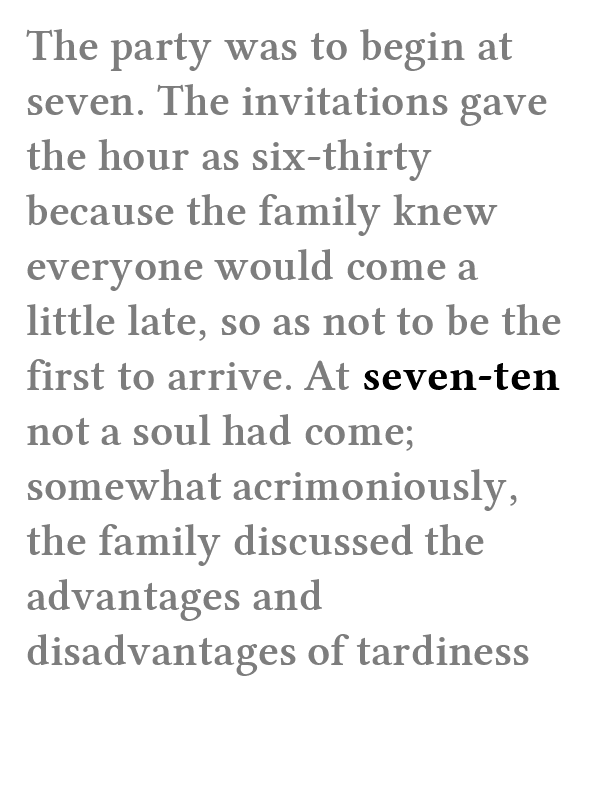 The party was to begin at
seven. The invitations gave
the hour as six-thirty
because the family knew
everyone would come a
little late, so as not to be the
first to arrive. At seven-ten
not a soul had come;
somewhat acrimoniously,
the family discussed the
advantages and
disadvantages of tardiness